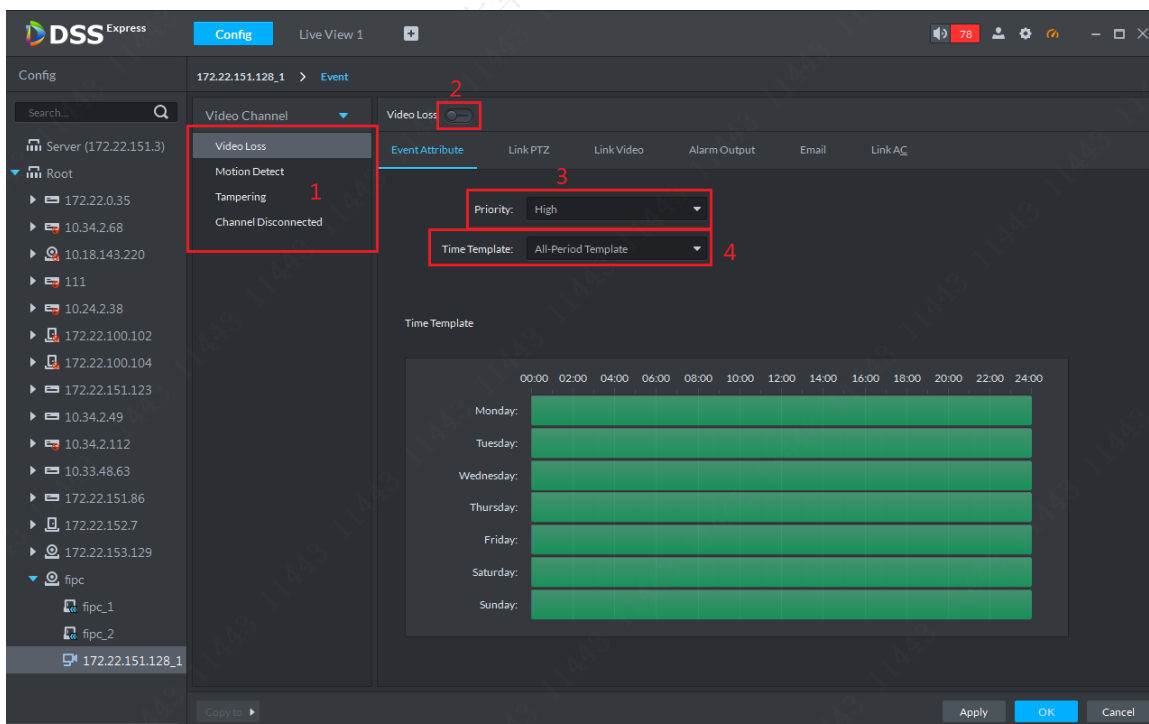 DSS Express
Config
Live View 1
78
Config
172.22.151.128_1 > Event
Search...
Server (172.22.151.3)
Root
172.22.0.35
10.34.2.68
10.18.143.220
111
10.24.2.38
172.22.100.102
172.22.100.104
172.22.151.123
10.34.2.49
10.34.2.112
10.33.48.63
172.22.151.86
172.22.152.7
172.22.153.129
fipc
fipc_1
fipc_2
172.22.151.128_1
Video Channel
Video Loss
Motion Detect
Tampering
Channel Disconnected
1
2
Video Loss
Event Attribute Link PTZ Link Video Alarm Output Email Link AC
3
Priority: High
Time Template: All-Period Template
4
Time Template
00:00 02:00 04:00 06:00 08:00 10:00 12:00 14:00 16:00 18:00 20:00 22:00 24:00
Monday:
Tuesday:
Wednesday:
Thursday:
Friday:
Saturday:
Sunday:
Copy to
Apply OK Cancel
11443 11443